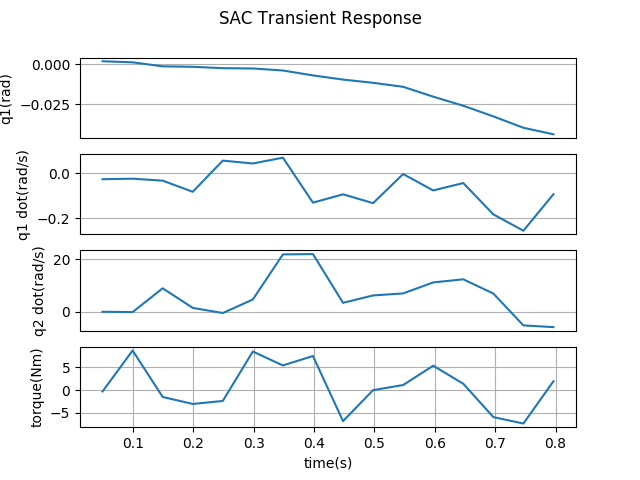 SAC Transient Response
q1(rad)
0.000
−0.025
q1 dot(rad/s)
0.0
−0.2
q2 dot(rad/s)
20
0
torque(Nm)
5
0
−5
0.1 0.2 0.3 0.4 0.5 0.6 0.7 0.8
time(s)